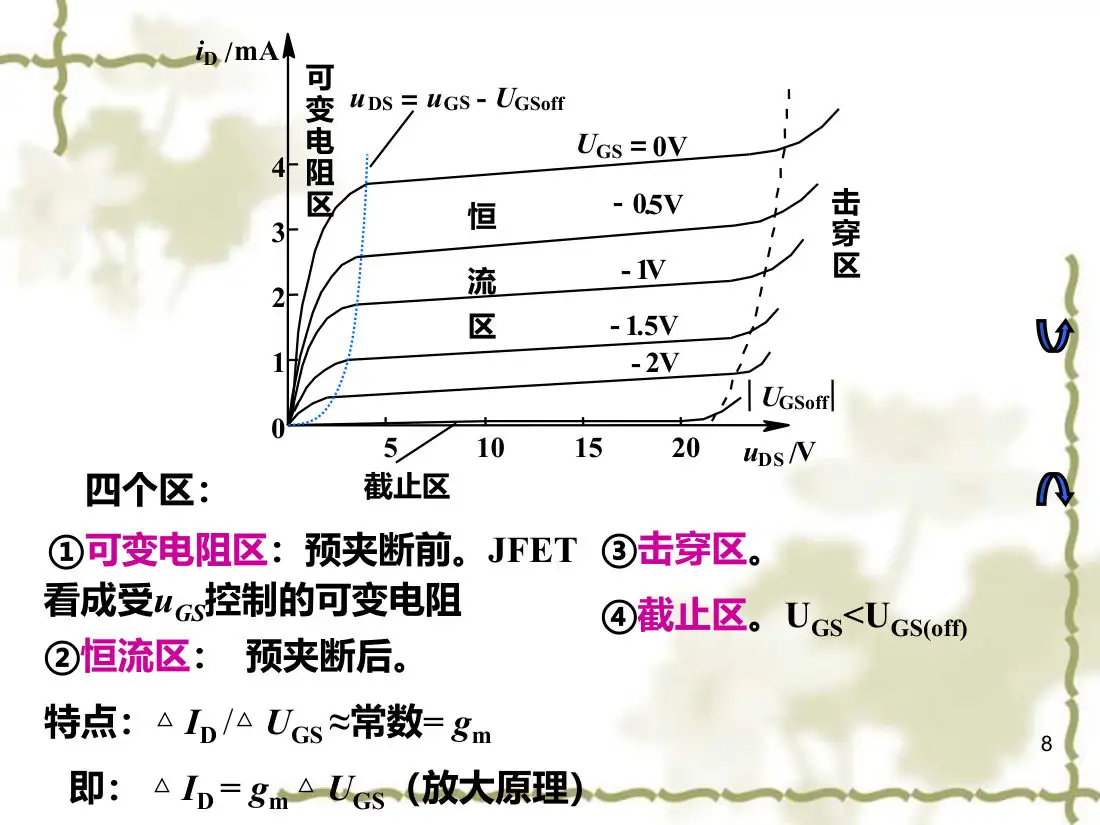 iD /mA
可变电阻区
uDS = uGS - UGSoff
UGS = 0V
4
恒
- 0.5V
击穿区
3
流
- 1V
2
区
- 1.5V
- 2V
1
| UGSoff|
0
5 10 15 20 uDS /V
截止区
四个区：
①可变电阻区：预夹断前。JFET
看成受uGS控制的可变电阻
②恒流区： 预夹断后。
③击穿区。
④截止区。UGS<UGS(off)
特点：△ ID /△ UGS ≈常数= gm
即： △ ID = gm △ UGS（放大原理）
8